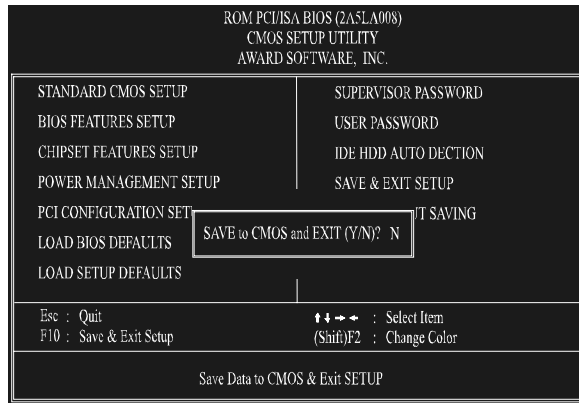 ROM PCI/ISA BIOS (2A5LA008)
CMOS SETUP UTILITY
AWARD SOFTWARE, INC.
STANDARD CMOS SETUP
BIOS FEATURES SETUP
CHIPSET FEATURES SETUP
POWER MANAGEMENT SETUP
PCI CONFIGURATION SETU
LOAD BIOS DEFAULTS
LOAD SETUP DEFAULTS
SUPERVISOR PASSWORD
USER PASSWORD
IDE HDD AUTO DECTION
SAVE & EXIT SETUP
UT SAVING
SAVE to CMOS and EXIT (Y/N)? N
Esc : Quit
F10 : Save & Exit Setup
↑ ↓ → ← : Select Item
(Shift)F2 : Change Color
Save Data to CMOS & Exit SETUP